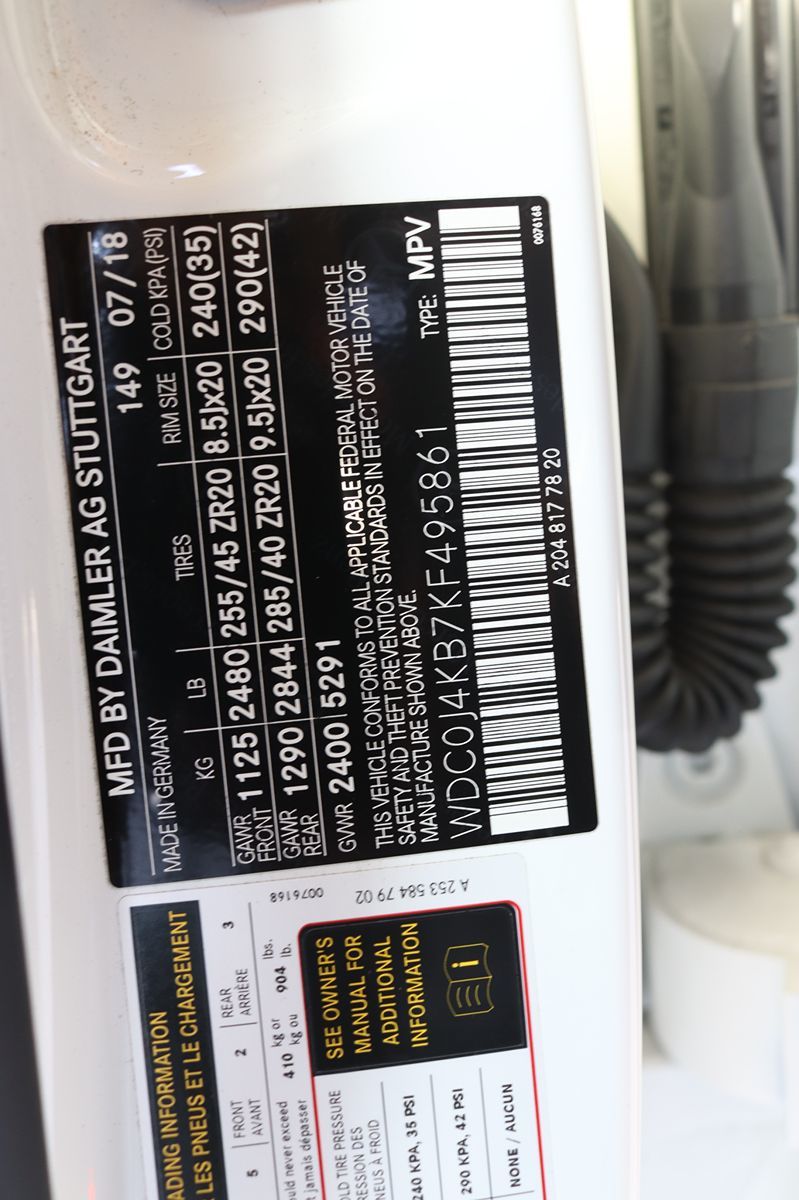 MFD BY DAIMLER AG STUTTGART
149 07/18
MADE IN GERMANY
KG LB TIRES RIM SIZE COLD KPA(PSI)
GAWR FRONT 1125 2480 255/45 ZR20 8.5Jx20 240(35)
GAWR REAR 1290 2844 285/40 ZR20 9.5Jx20 290(42)
GVWR 2400 5291
THIS VEHICLE CONFORMS TO ALL APPLICABLE FEDERAL MOTOR VEHICLE
SAFETY AND THEFT PREVENTION STANDARDS IN EFFECT ON THE DATE OF
MANUFACTURE SHOWN ABOVE.
WDC0J4KB7KF495861 TYPE: MPV
A 204 817 78 20
0076168
ADING INFORMATION
LES PNEUS ET LE CHARGEMENT
5 FRONT AVANT 2 REAR ARRIÈRE 3
ould never exceed 410 kg or 904 lbs.
t jamais dépasser kg ou lb.
OLD TIRE PRESSURE
RESSION DES
NEUS À FROID
240 KPA, 35 PSI
290 KPA, 42 PSI
NONE / AUCUN
SEE OWNER'S
MANUAL FOR
ADDITIONAL
INFORMATION
0076168
A 253 584 79 02